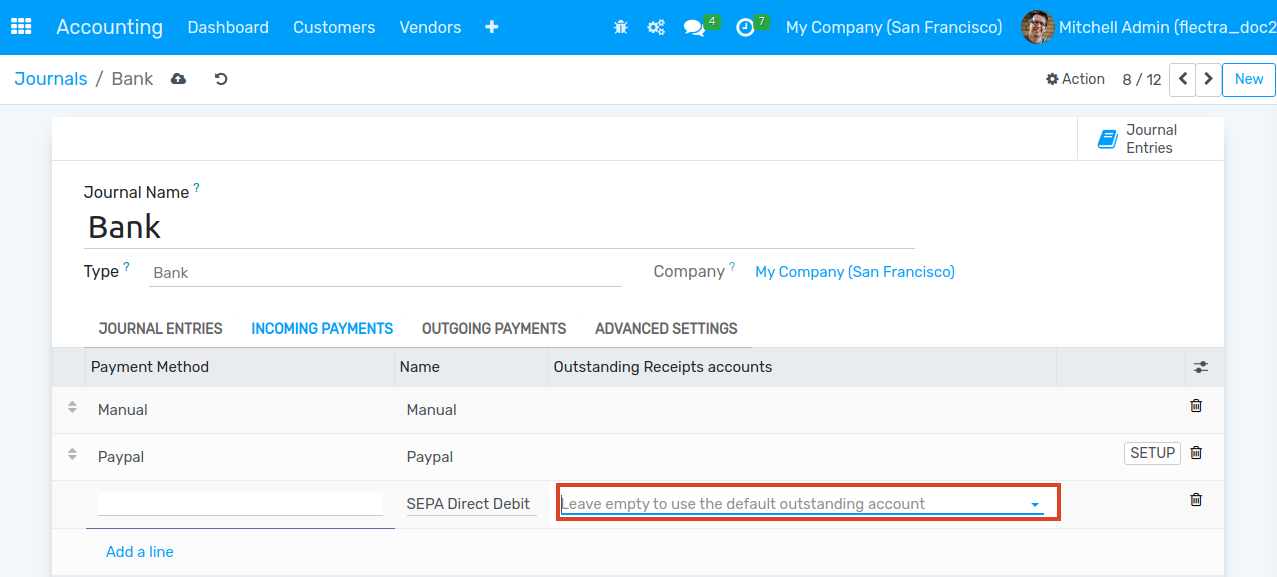 Accounting Dashboard Customers Vendors 4 7 My Company (San Francisco) Mitchell Admin (flectra_doc2
Journals / Bank Action 8 / 12 New
Journal
Entries
Journal Name ?
Bank
Type ? Bank Company ? My Company (San Francisco)
JOURNAL ENTRIES INCOMING PAYMENTS OUTGOING PAYMENTS ADVANCED SETTINGS
Payment Method Name Outstanding Receipts accounts
Manual Manual
Paypal Paypal SETUP
SEPA Direct Debit Leave empty to use the default outstanding account
Add a line